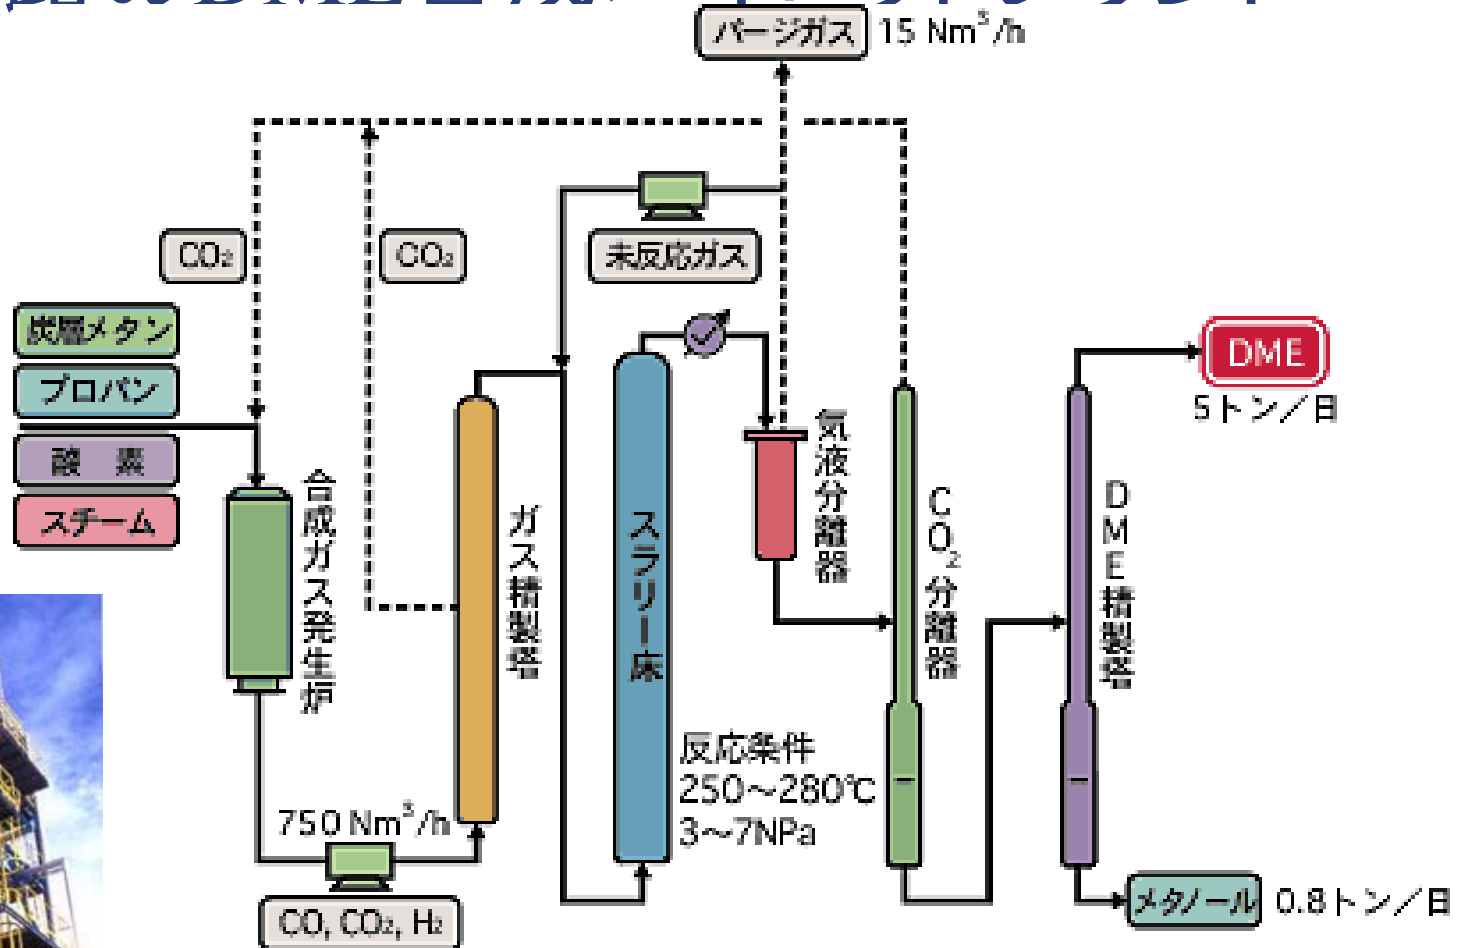 パージガス 15 Nm³/h
CO₂
CO₂
未反応ガス
炭層メタン
プロパン
酸 素
スチーム
合成ガス発生炉
ガス精製塔
スラリー床
気液分離器
CO₂分離器
DME精製塔
DME
5トン/日
反応条件
250~280℃
3~7NPa
750 Nm³/h
CO, CO₂, H₂
メタノール 0.8トン/日